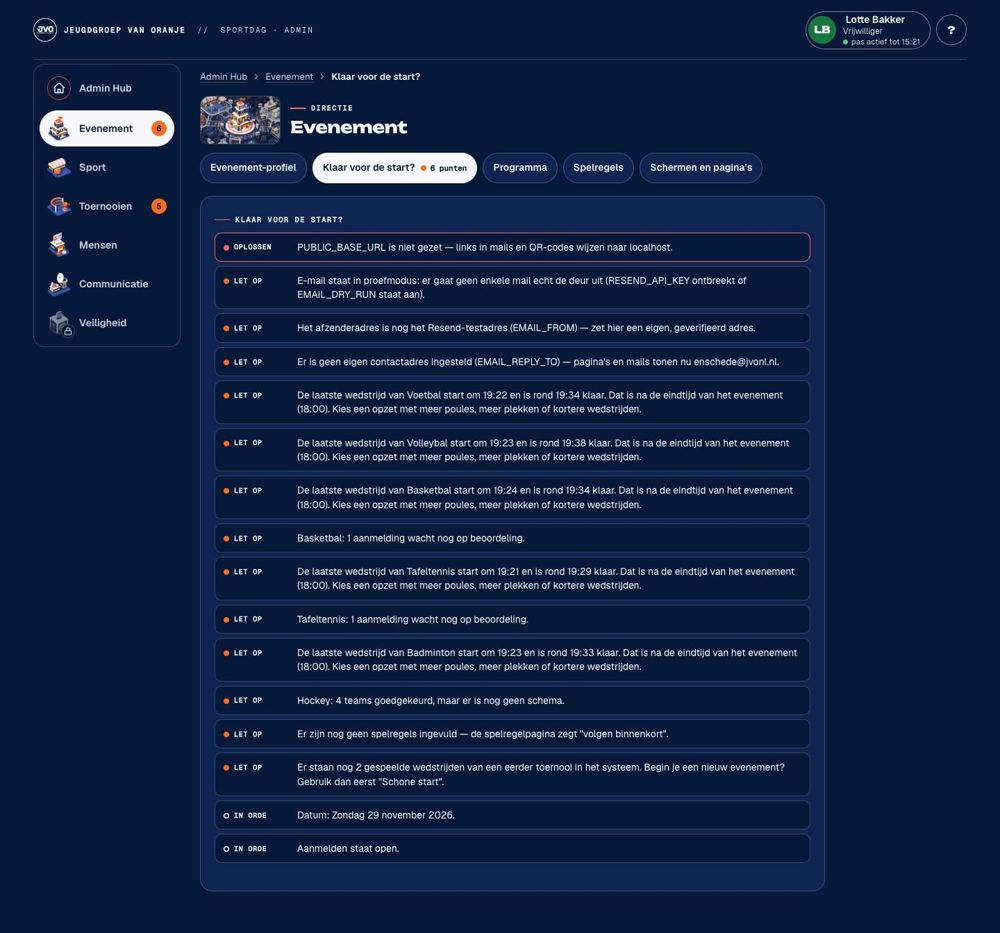 JVO JEUGDGROEP VAN ORANJE // SPORTDAG · ADMIN
LB
Lotte Bakker
Vrijwilliger
pas actief tot 15:21
?
Admin Hub
Evenement 6
Sport
Toernooien 5
Mensen
Communicatie
Veiligheid
Admin Hub > Evenement > Klaar voor de start?
DIRECTIE
Evenement
Evenement-profiel
Klaar voor de start? 6 punten
Programma
Spelregels
Schermen en pagina's
KLAAR VOOR DE START?
OPLOSSEN PUBLIC_BASE_URL is niet gezet — links in mails en QR-codes wijzen naar localhost.
LET OP E-mail staat in proefmodus: er gaat geen enkele mail echt de deur uit (RESEND_API_KEY ontbreekt of
EMAIL_DRY_RUN staat aan).
LET OP Het afzenderadres is nog het Resend-testadres (EMAIL_FROM) — zet hier een eigen, geverifieerd adres.
LET OP Er is geen eigen contactadres ingesteld (EMAIL_REPLY_TO) — pagina's en mails tonen nu enschede@jvonl.nl.
LET OP De laatste wedstrijd van Voetbal start om 19:22 en is rond 19:34 klaar. Dat is na de eindtijd van het evenement
(18:00). Kies een opzet met meer poules, meer plekken of kortere wedstrijden.
LET OP De laatste wedstrijd van Volleybal start om 19:23 en is rond 19:38 klaar. Dat is na de eindtijd van het evenement
(18:00). Kies een opzet met meer poules, meer plekken of kortere wedstrijden.
LET OP De laatste wedstrijd van Basketbal start om 19:24 en is rond 19:34 klaar. Dat is na de eindtijd van het evenement
(18:00). Kies een opzet met meer poules, meer plekken of kortere wedstrijden.
LET OP Basketbal: 1 aanmelding wacht nog op beoordeling.
LET OP De laatste wedstrijd van Tafeltennis start om 19:21 en is rond 19:29 klaar. Dat is na de eindtijd van het evenement
(18:00). Kies een opzet met meer poules, meer plekken of kortere wedstrijden.
LET OP Tafeltennis: 1 aanmelding wacht nog op beoordeling.
LET OP De laatste wedstrijd van Badminton start om 19:23 en is rond 19:33 klaar. Dat is na de eindtijd van het evenement
(18:00). Kies een opzet met meer poules, meer plekken of kortere wedstrijden.
LET OP Hockey: 4 teams goedgekeurd, maar er is nog geen schema.
LET OP Er zijn nog geen spelregels ingevuld — de spelregelpagina zegt "volgen binnenkort".
LET OP Er staan nog 2 gespeelde wedstrijden van een eerder toernooi in het systeem. Begin je een nieuw evenement?
Gebruik dan eerst "Schone start".
IN ORDE Datum: Zondag 29 november 2026.
IN ORDE Aanmelden staat open.